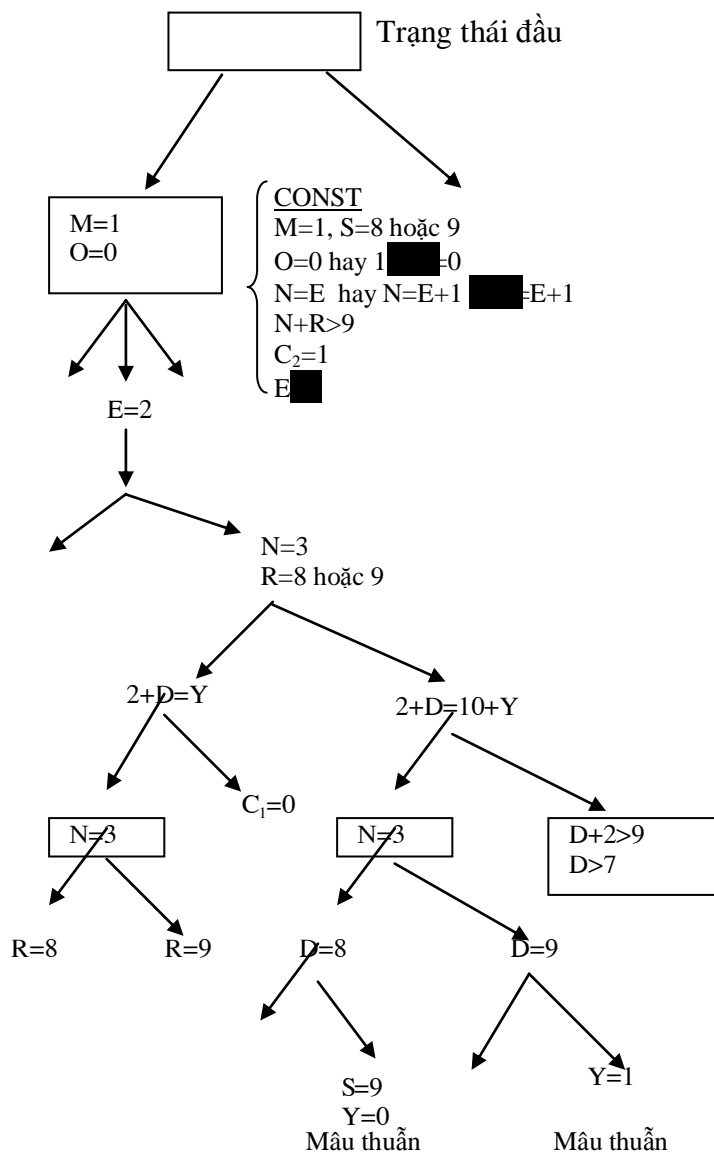 Trạng thái đầu
M=1
O=0
CONST
M=1, S=8 hoặc 9
O=0 hay 1 =0
N=E hay N=E+1 =E+1
N+R>9
C₂=1
E
E=2
N=3
R=8 hoặc 9
2+D=Y
2+D=10+Y
C₁=0
N=3
N=3
D+2>9
D>7
R=8
R=9
D=8
D=9
S=9
Y=0
Mâu thuẫn
Y=1
Mâu thuẫn